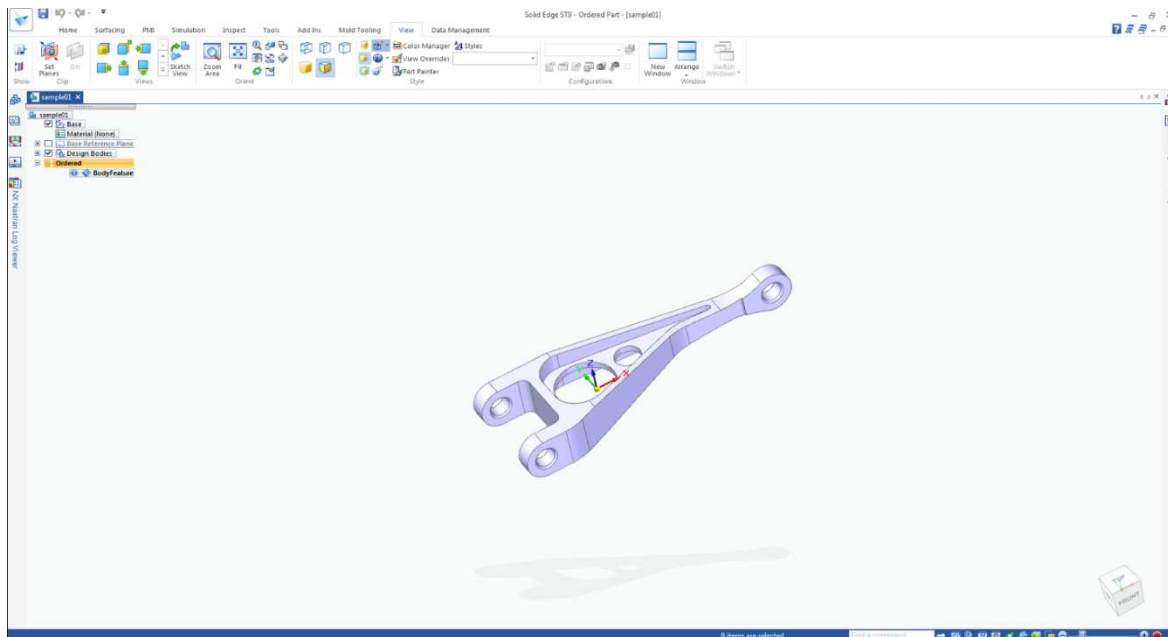 Solid Edge ST9 - Ordered Part - [sample01]
Home Surfacing PMI Simulation Inspect Tools Add Ins Mold Tooling View Data Management
Color Manager Styles
Set Planes On Sketch View Zoom Area Fit View Overrides New Window Arrange Switch Windows
Part Painter
Show Clip Views Orient Style Configurations Window
sample01
sample01
Base
Material (None)
Base Reference Plane
Design Bodies
Ordered
BodyFeature
NX Nastran Log Viewer
Z
X
TOP
FRONT
0 items are selected
Find a command